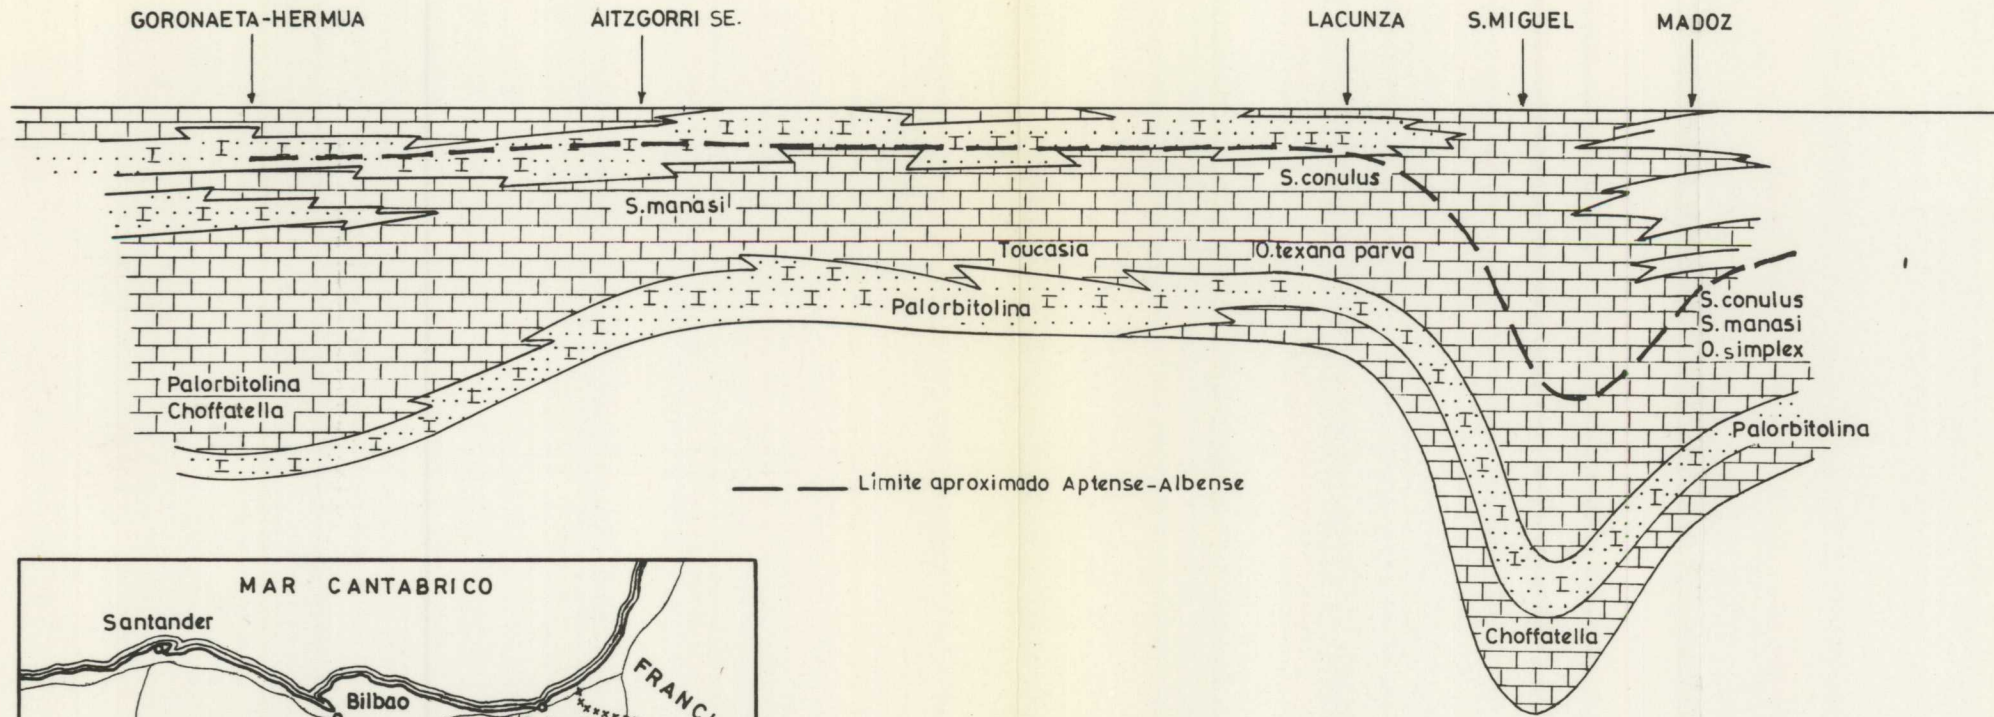 GORONAETA-HERMUA
AITZGORRI SE.
LACUNZA
S.MIGUEL
MADOZ
S.conulus
S.manasi
Toucasia
O.texana parva
Palorbitolina
S.conulus
S.manasi
O.simplex
Palorbitolina
Choffatella
Palorbitolina
Límite aproximado Aptense-Albense
Choffatella
MAR CANTABRICO
Santander
Bilbao